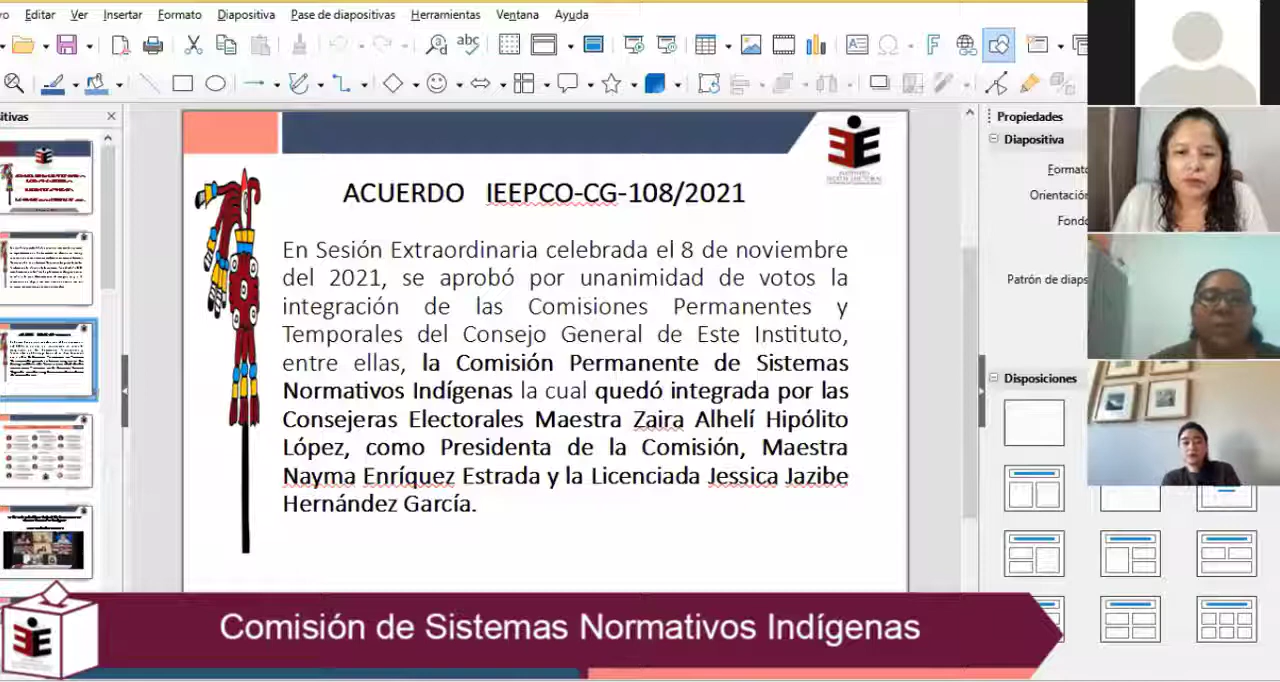 Editar Ver Insertar Formato Diapositiva Pase de diapositivas Herramientas Ventana Ayuda
Propiedades
Diapositiva
Formato
Orientación
Fondo
Patrón de diaps
Disposiciones
ACUERDO IEEPCO-CG-108/2021
En Sesión Extraordinaria celebrada el 8 de noviembre
del 2021, se aprobó por unanimidad de votos la
integración de las Comisiones Permanentes y
Temporales del Consejo General de Este Instituto,
entre ellas, la Comisión Permanente de Sistemas
Normativos Indígenas la cual quedó integrada por las
Consejeras Electorales Maestra Zaira Alhelí Hipólito
López, como Presidenta de la Comisión, Maestra
Nayma Enríquez Estrada y la Licenciada Jessica Jazibe
Hernández García.
Comisión de Sistemas Normativos Indígenas